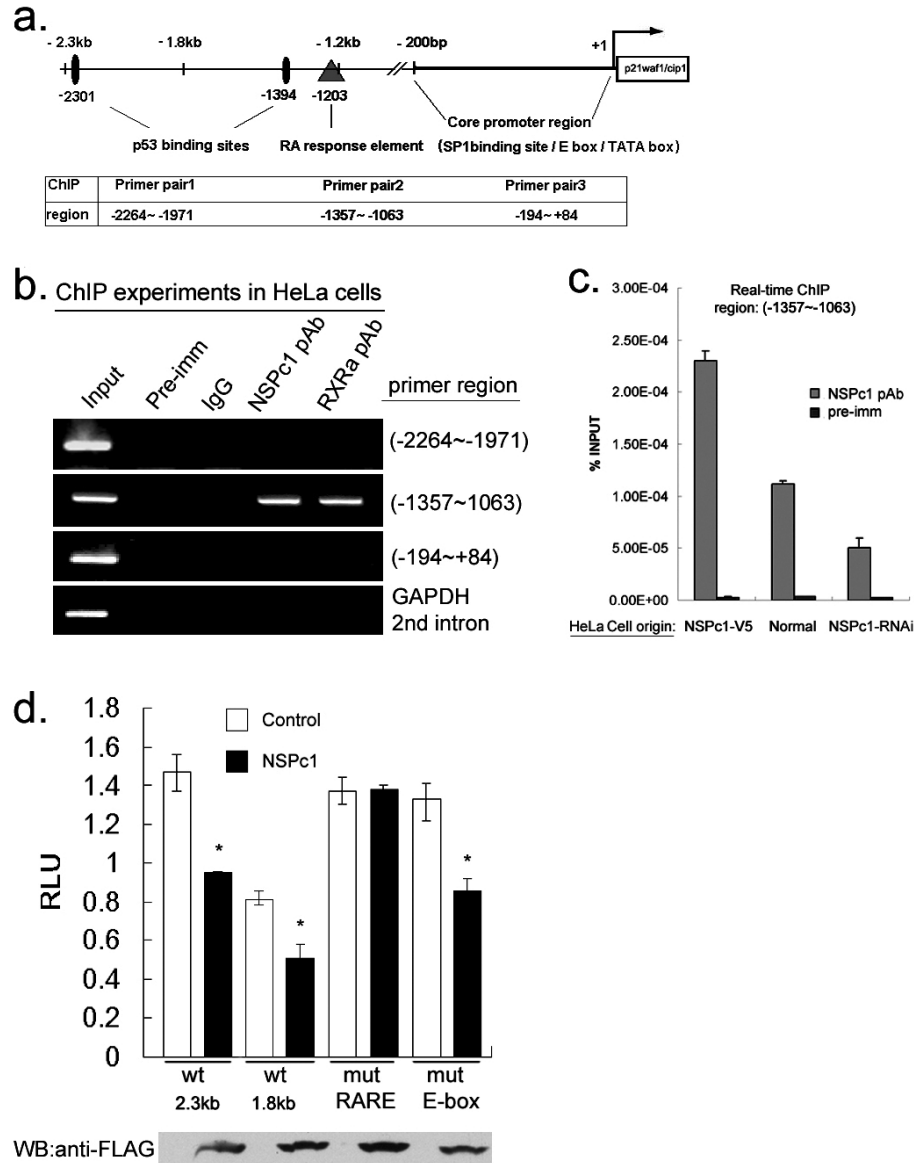 a.
- 2.3kb - 1.8kb - 1.2kb - 200bp +1
p21waf1/cip1
-2301 -1394 -1203
Core promoter region
p53 binding sites RA response element (SP1binding site / E box / TATA box)
ChIP Primer pair1 Primer pair2 Primer pair3
region -2264~ -1971 -1357~ -1063 -194~ +84
b. ChIP experiments in HeLa cells
Input Pre-imm IgG NSPc1 pAb RXRa pAb primer region
(-2264~-1971)
(-1357~1063)
(-194~+84)
GAPDH
2nd intron
c.
Real-time ChIP
region: (-1357~-1063)
3.00E-04
2.50E-04
2.00E-04
1.50E-04
1.00E-04
5.00E-05
0.00E+00
% INPUT
NSPc1 pAb
pre-imm
HeLa Cell origin: NSPc1-V5 Normal NSPc1-RNAi
d.
1.8
1.6
1.4
1.2
1
0.8
0.6
0.4
0.2
0
RLU
Control
NSPc1
* * *
wt wt mut mut
2.3kb 1.8kb RARE E-box
WB:anti-FLAG